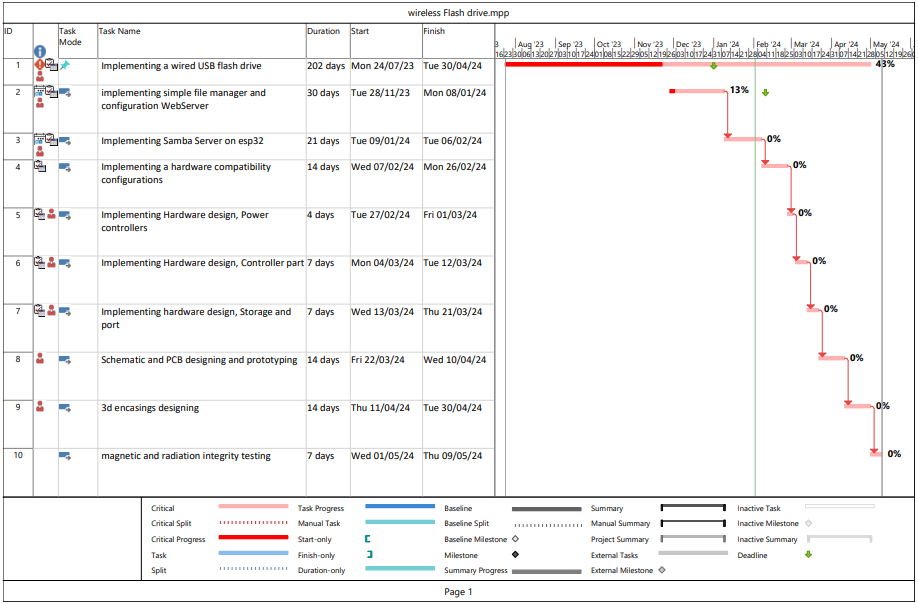 wireless Flash drive.mpp
ID Task Mode Task Name Duration Start Finish
3 Aug '23 Sep '23 Oct '23 Nov '23 Dec '23 Jan '24 Feb '24 Mar '24 Apr '24 May '24
1 Implementing a wired USB flash drive 202 days Mon 24/07/23 Tue 30/04/24 43%
2 implementing simple file manager and 30 days Tue 28/11/23 Mon 08/01/24 13%
configuration WebServer
3 Implementing Samba Server on esp32 21 days Tue 09/01/24 Tue 06/02/24 0%
4 Implementing a hardware compatibility 14 days Wed 07/02/24 Mon 26/02/24 0%
configurations
5 Implementing Hardware design, Power 4 days Tue 27/02/24 Fri 01/03/24 0%
controllers
6 Implementing Hardware design, Controller part 7 days Mon 04/03/24 Tue 12/03/24 0%
7 Implementing hardware design, Storage and 7 days Wed 13/03/24 Thu 21/03/24 0%
port
8 Schematic and PCB designing and prototyping 14 days Fri 22/03/24 Wed 10/04/24 0%
9 3d encasings designing 14 days Thu 11/04/24 Tue 30/04/24 0%
10 magnetic and radiation integrity testing 7 days Wed 01/05/24 Thu 09/05/24 0%
Critical Task Progress Baseline Summary Inactive Task
Critical Split Manual Task Baseline Split Manual Summary Inactive Milestone
Critical Progress Start-only Baseline Milestone Project Summary Inactive Summary
Task Finish-only Milestone External Tasks Deadline
Split Duration-only Summary Progress External Milestone
Page 1